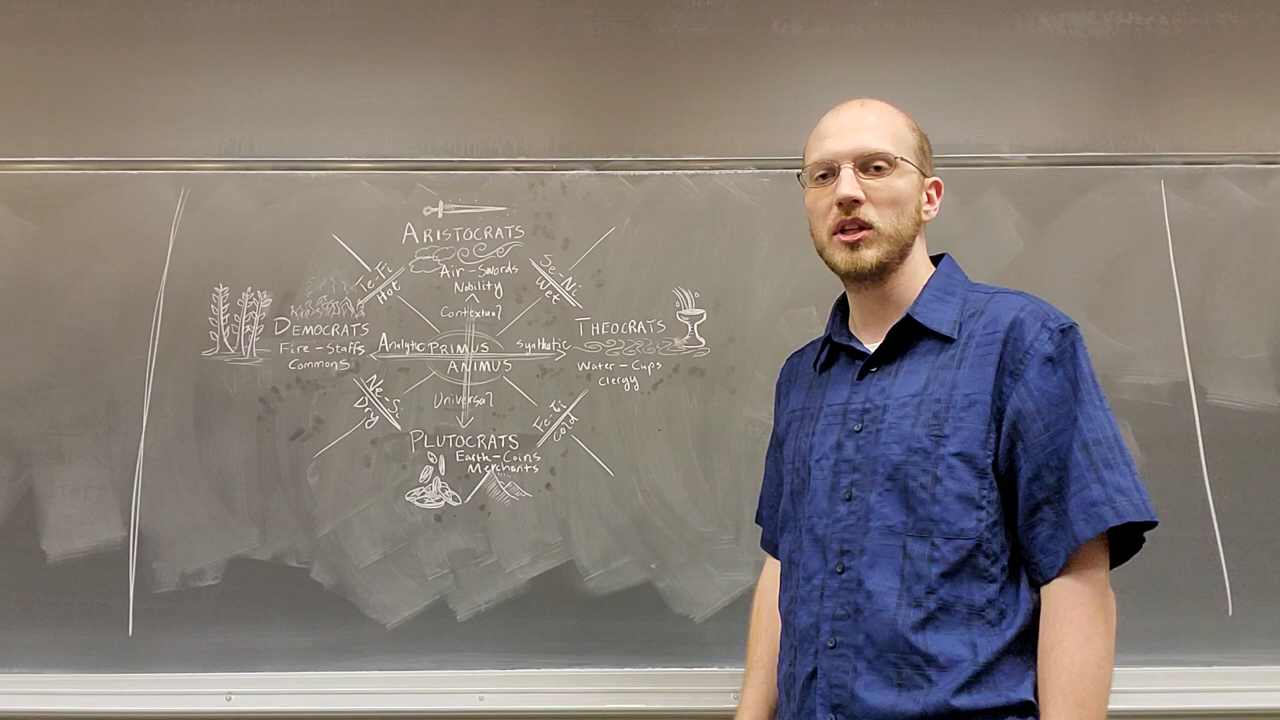 ARISTOCRATS
Air - Swords
Nobility
Te-Fi
Hot
Se-Ni
Wet
Contextual
DEMOCRATS
Fire - Staffs
Commons
Analytic
PRIMUS
ANIMUS
Synthetic
THEOCRATS
Water - Cups
Clergy
Ne-Si
Dry
Universal
Fe-Ti
Cold
PLUTOCRATS
Earth - Coins
Merchants